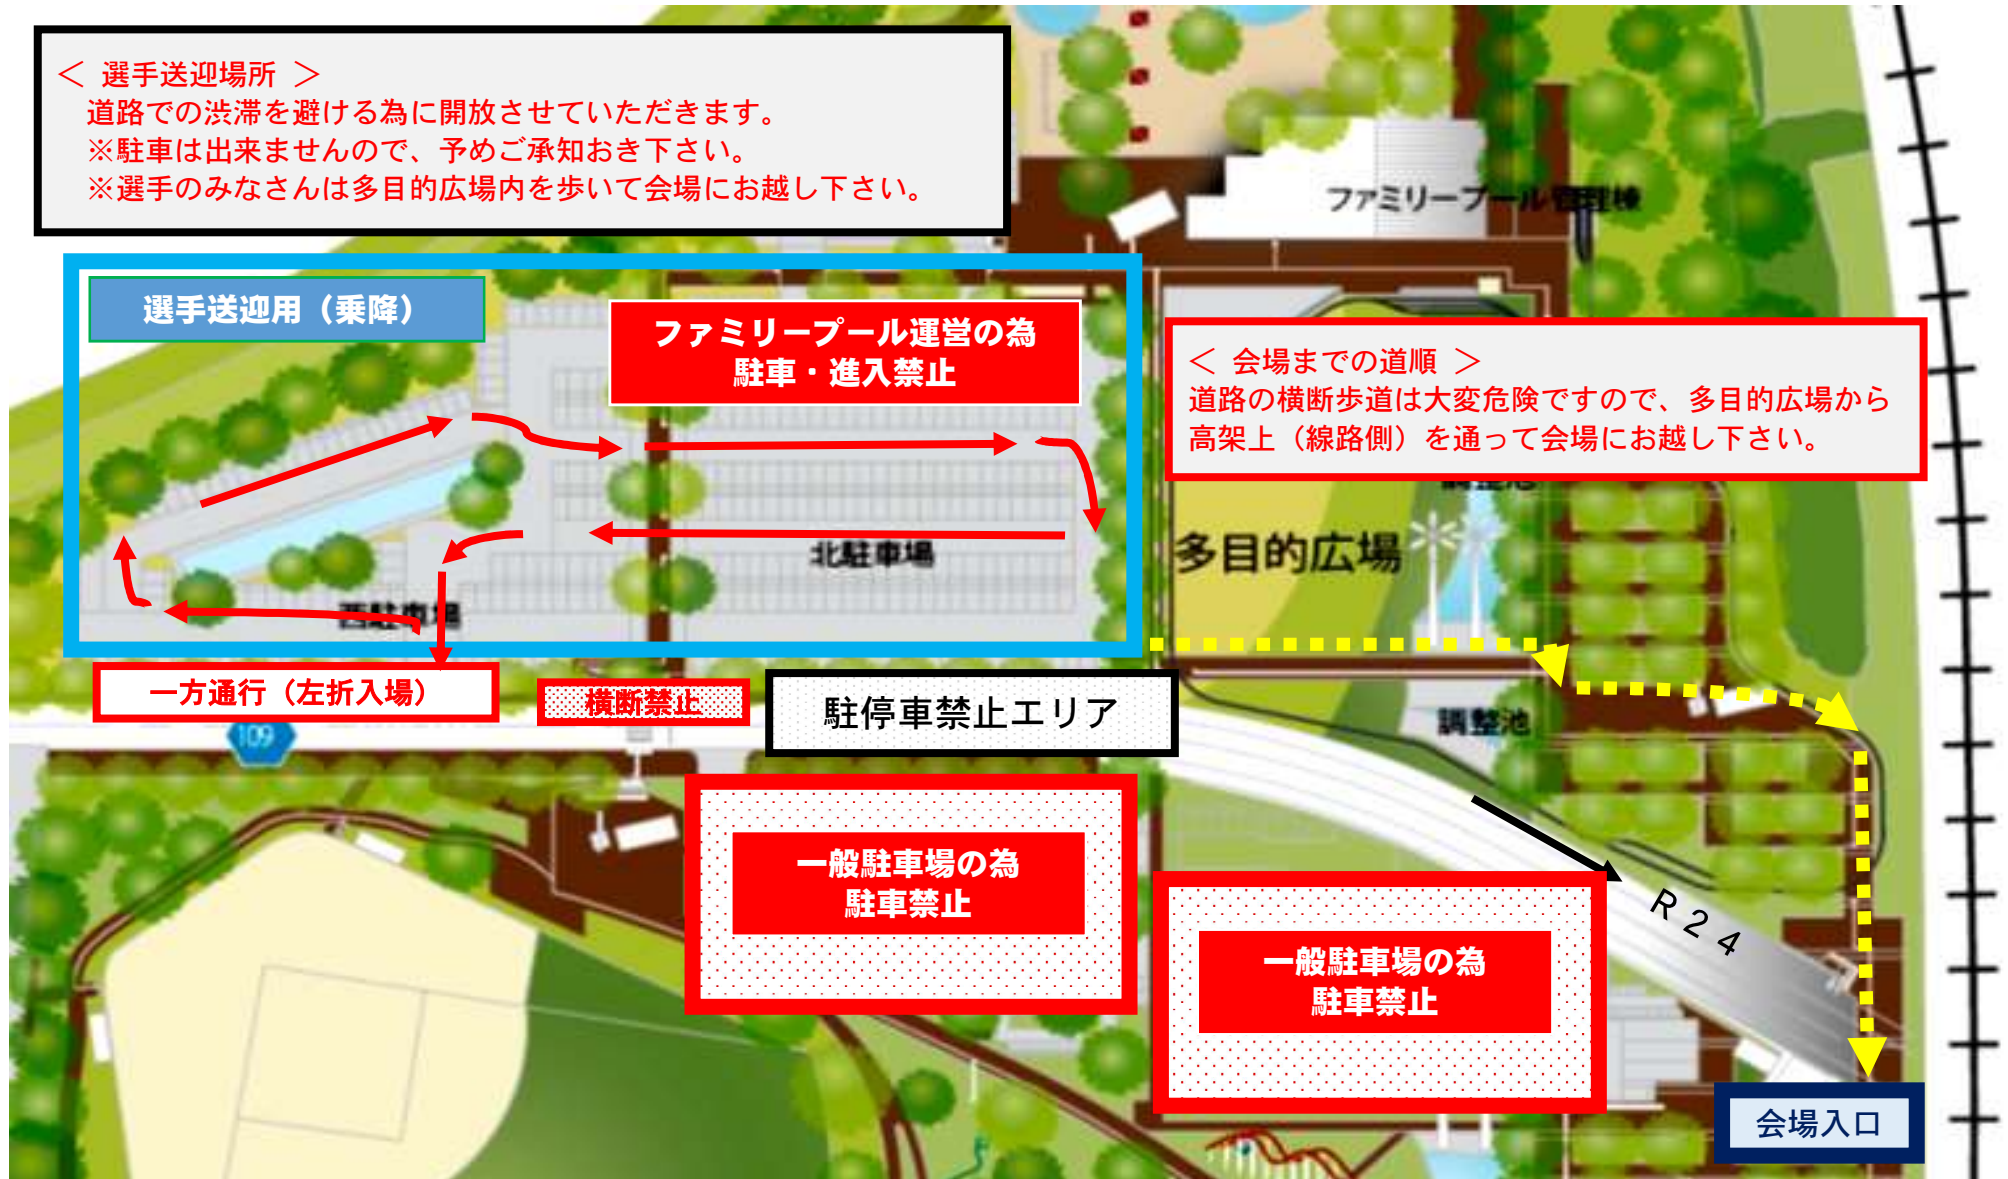 ＜ 選手送迎場所 ＞
道路での渋滞を避ける為に開放させていただきます。
※駐車は出来ませんので、予めご承知おき下さい。
※選手のみなさんは多目的広場内を歩いて会場にお越し下さい。
ファミリープール管理棟
選手送迎用（乗降）
ファミリープール運営の為
駐車・進入禁止
＜ 会場までの道順 ＞
道路の横断歩道は大変危険ですので、多目的広場から
高架上（線路側）を通って会場にお越し下さい。
調整池
多目的広場
北駐車場
西駐車場
一方通行（左折入場）
横断禁止
駐停車禁止エリア
調整池
109
一般駐車場の為
駐車禁止
R２４
一般駐車場の為
駐車禁止
会場入口